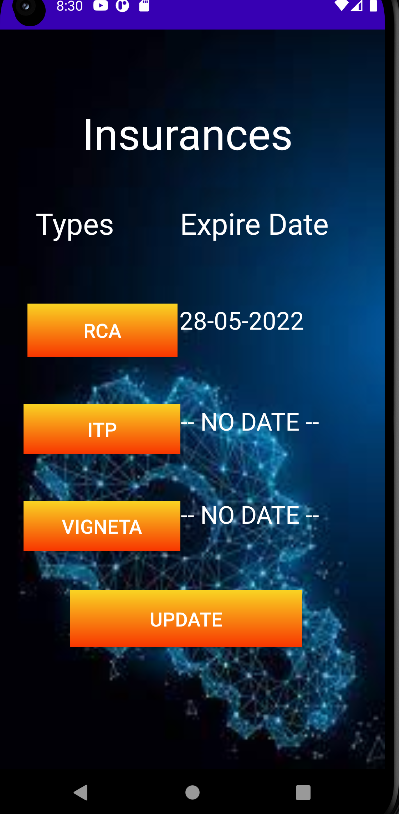 8:30
Insurances
Types Expire Date
RCA 28-05-2022
ITP -- NO DATE --
VIGNETA -- NO DATE --
UPDATE